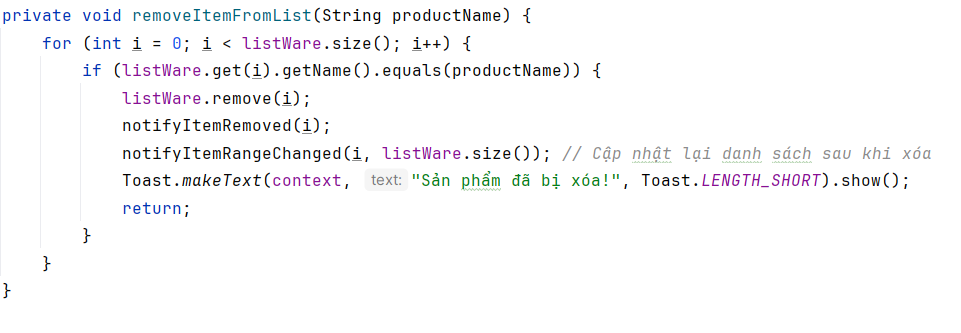 private void removeItemFromList(String productName) {
    for (int i = 0; i < listWare.size(); i++) {
        if (listWare.get(i).getName().equals(productName)) {
            listWare.remove(i);
            notifyItemRemoved(i);
            notifyItemRangeChanged(i, listWare.size()); // Cập nhật lại danh sách sau khi xóa
            Toast.makeText(context, text: "Sản phẩm đã bị xóa!", Toast.LENGTH_SHORT).show();
            return;
        }
    }
}